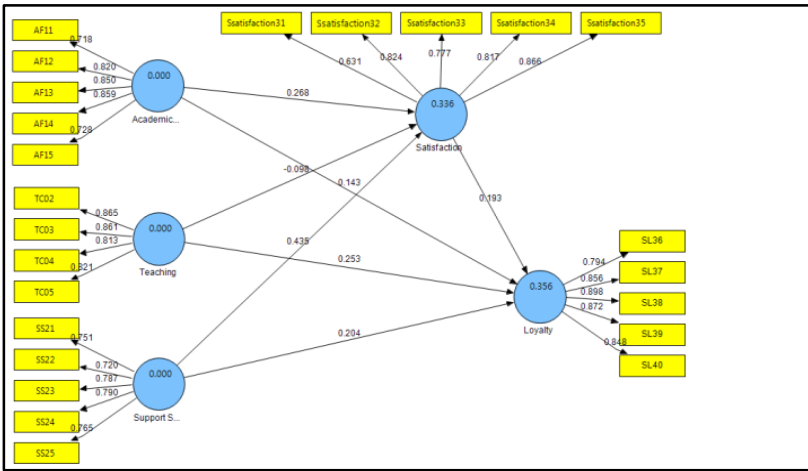 Ssatisfaction31
Ssatisfaction32
Ssatisfaction33
Ssatisfaction34
Ssatisfaction35
0.631
0.824
0.777
0.817
0.866
AF11
AF12
AF13
AF14
AF15
0.718
0.820
0.850
0.859
0.728
0.000
Academic...
0.268
0.336
Satisfaction
-0.098
0.143
0.193
TC02
TC03
TC04
TC05
0.865
0.861
0.813
0.821
0.000
Teaching
0.435
0.253
0.204
SL36
SL37
SL38
SL39
SL40
0.794
0.856
0.898
0.872
0.848
0.356
Loyalty
SS21
SS22
SS23
SS24
SS25
0.751
0.720
0.787
0.790
0.765
0.000
Support S...